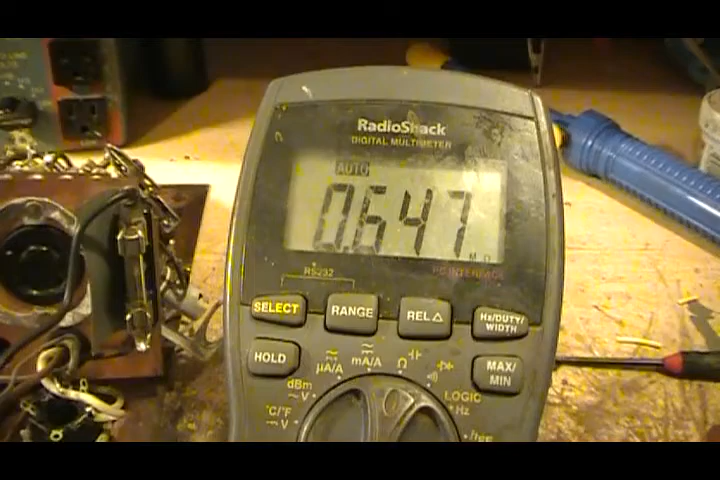 RadioShack
DIGITAL MULTIMETER
AUTO
0.647
MΩ
RS232
PC INTERFACE
SELECT
RANGE
REL△
Hz/DUTY/
WIDTH
HOLD
MAX/
MIN
µA/A
mA/A
Ω
dBm
V
LOGIC
Hz
°C/°F
V
hFE